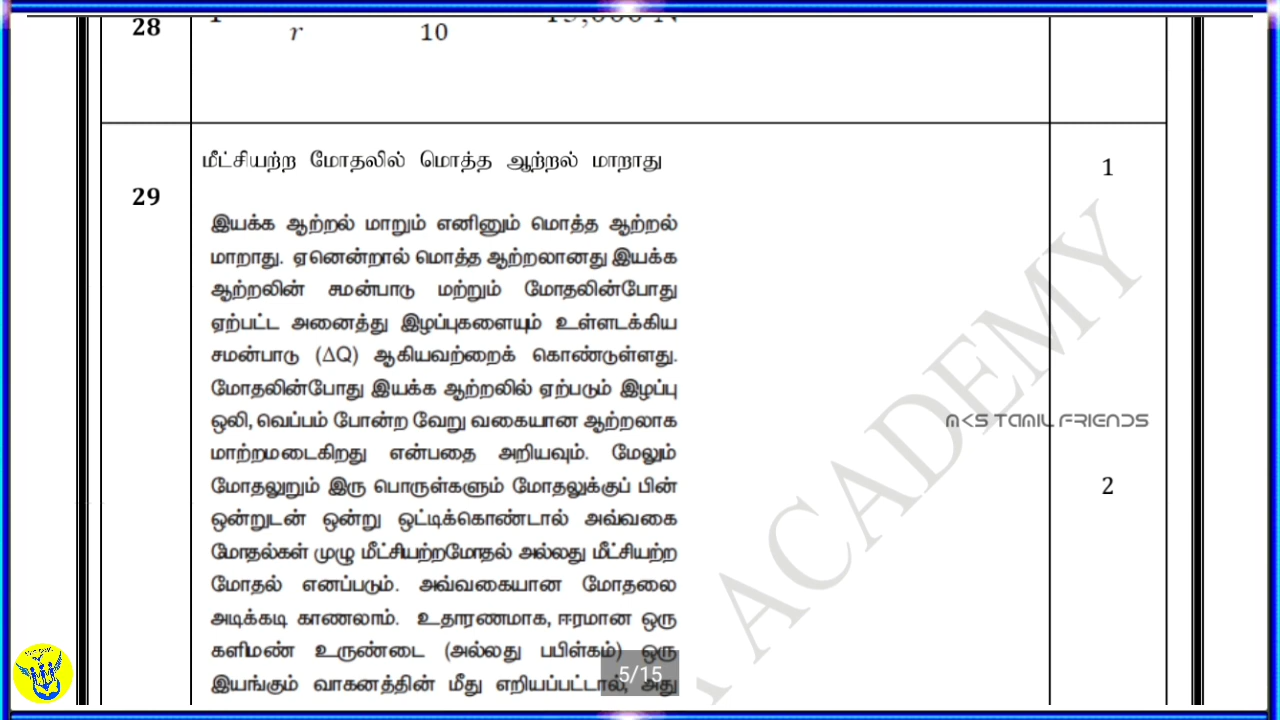 28
r
10
29
மீட்சியற்ற மோதலில் மொத்த ஆற்றல் மாறாது
1
இயக்க ஆற்றல் மாறும் எனினும் மொத்த ஆற்றல்
மாறாது. ஏனென்றால் மொத்த ஆற்றலானது இயக்க
ஆற்றலின் சமன்பாடு மற்றும் மோதலின்போது
ஏற்பட்ட அனைத்து இழப்புகளையும் உள்ளடக்கிய
சமன்பாடு (ΔQ) ஆகியவற்றைக் கொண்டுள்ளது.
மோதலின்போது இயக்க ஆற்றலில் ஏற்படும் இழப்பு
ஒலி, வெப்பம் போன்ற வேறு வகையான ஆற்றலாக
மாற்றமடைகிறது என்பதை அறியவும். மேலும்
மோதலுறும் இரு பொருள்களும் மோதலுக்குப் பின்
ஒன்றுடன் ஒன்று ஒட்டிக்கொண்டால் அவ்வகை
மோதல்கள் முழு மீட்சியற்றமோதல் அல்லது மீட்சியற்ற
மோதல் எனப்படும். அவ்வகையான மோதலை
அடிக்கடி காணலாம். உதாரணமாக, ஈரமான ஒரு
களிமண் உருண்டை (அல்லது பபிள்கம்) ஒரு
இயங்கும் வாகனத்தின் மீது எறியப்பட்டால், அது
2
ACADEMY
MKS TAMIL FRIENDS
5/15